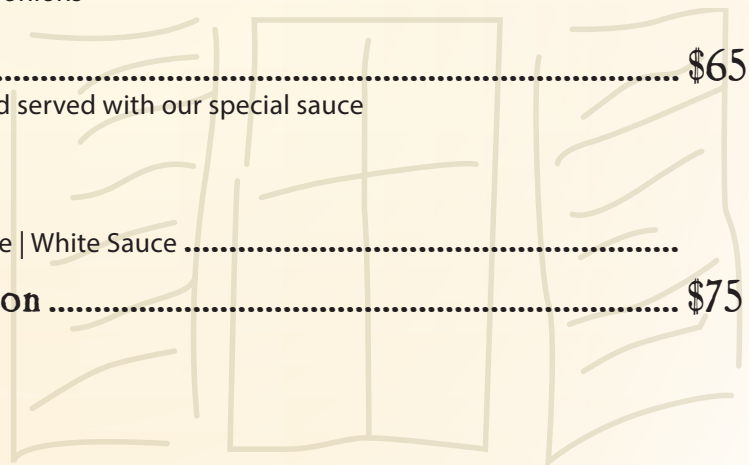 ........................................................................ $65
d served with our special sauce
e | White Sauce ........................................................
on ........................................................................ $75